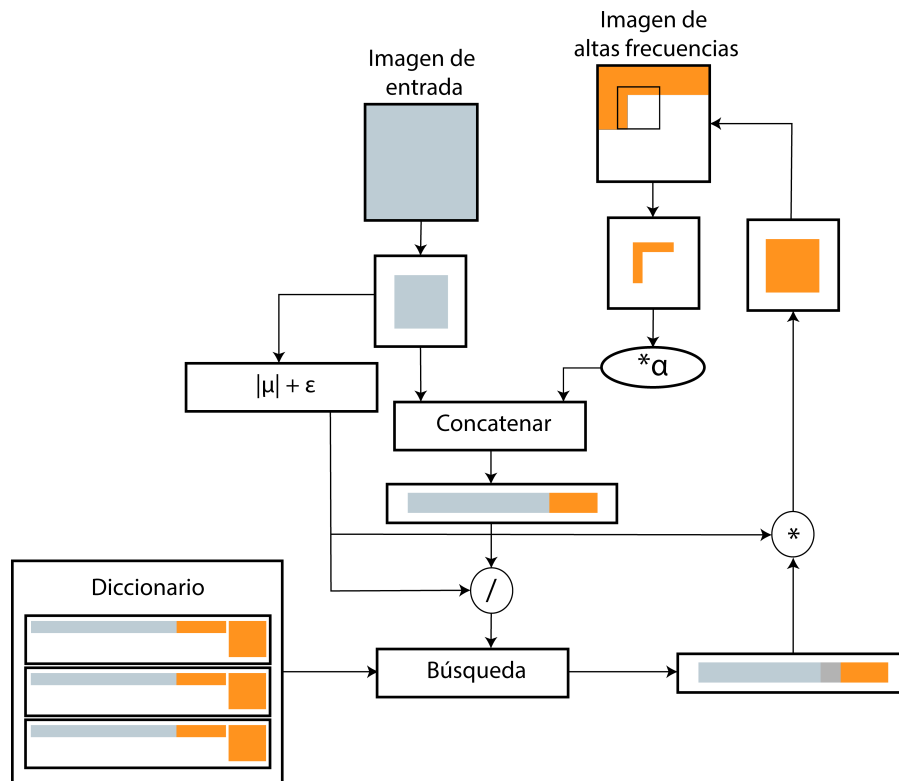 Imagen de
altas frecuencias
Imagen de
entrada
*α
|μ| + ε
Concatenar
*
/
Diccionario
Búsqueda